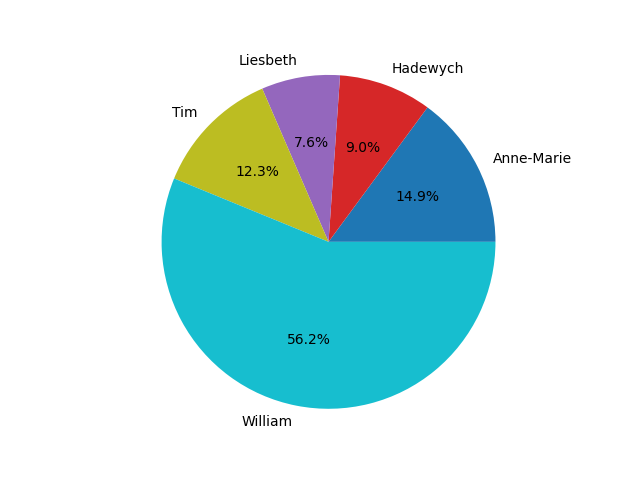 Liesbeth
Hadewych
Tim
7.6%
9.0%
Anne-Marie
12.3%
14.9%
56.2%
William